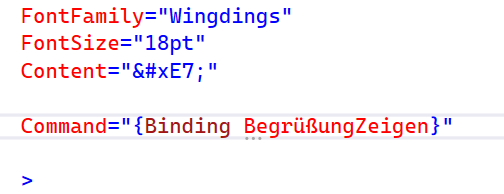 FontFamily="Wingdings"
FontSize="18pt"
Content="&#xE7;"
Command="{Binding BegrüßungZeigen}"
>